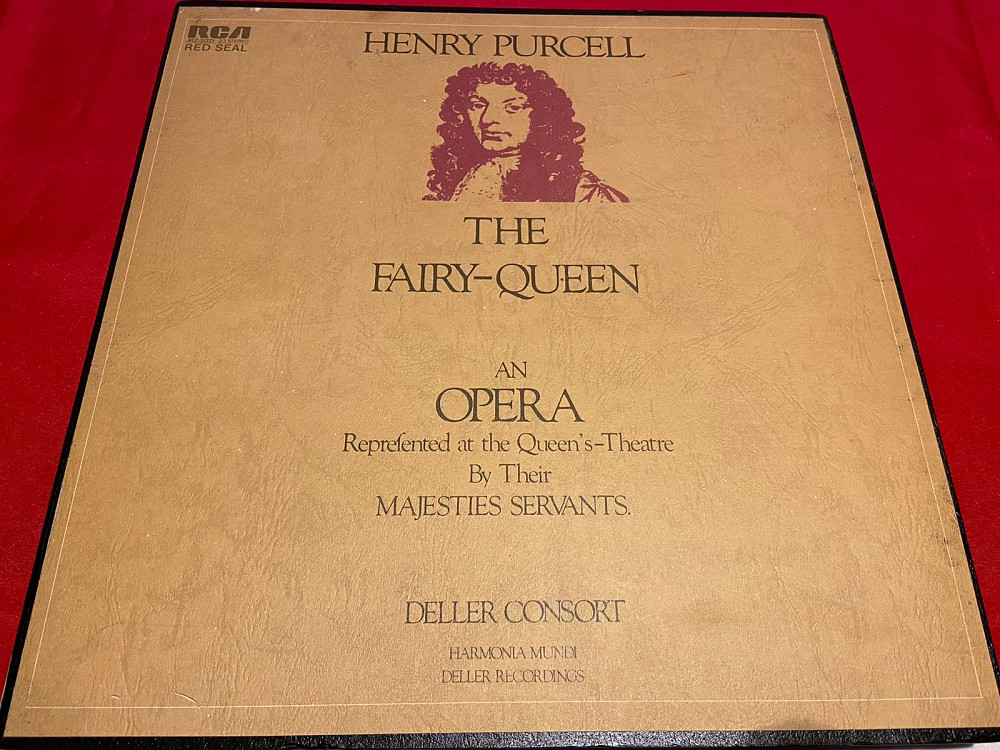 RCA
RED SEAL
HENRY PURCELL
THE
FAIRY-QUEEN
AN
OPERA
Repreſented at the Queen's-Theatre
By Their
MAJESTIES SERVANTS.
DELLER CONSORT
HARMONIA MUNDI
DELLER RECORDINGS